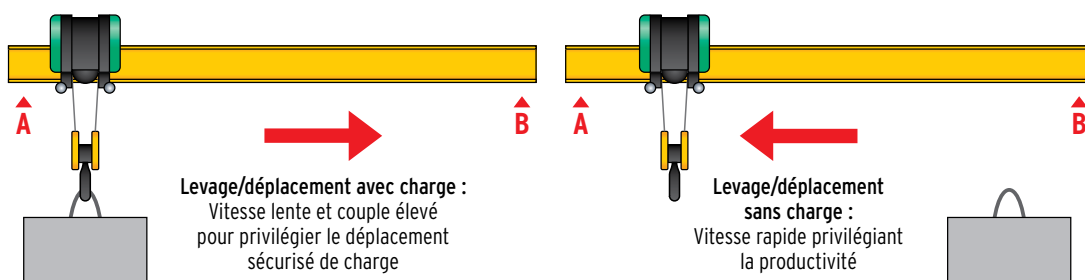 A
B
Levage/déplacement avec charge :
Vitesse lente et couple élevé
pour privilégier le déplacement
sécurisé de charge
A
B
Levage/déplacement
sans charge :
Vitesse rapide privilégiant
la productivité